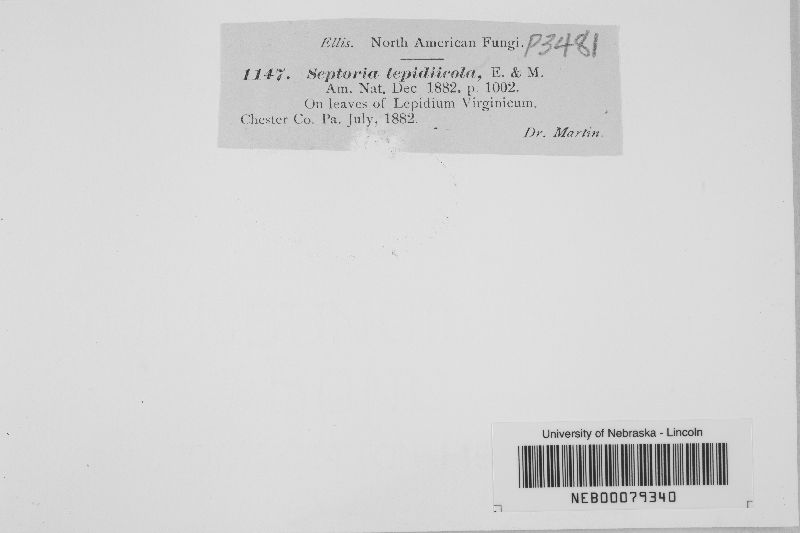 Ellis. North American Fungi. P3481
1147. Septoria lepidiicola, E. & M.
Am. Nat. Dec 1882. p. 1002.
On leaves of Lepidium Virginicum.
Chester Co. Pa. July, 1882.
Dr. Martin.
University of Nebraska - Lincoln
NEB00079340